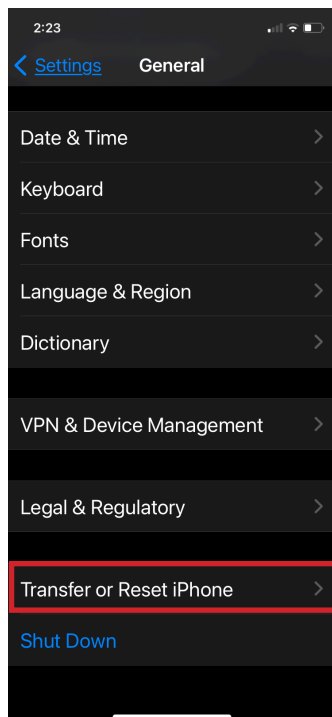 2:23
Settings General
Date & Time
Keyboard
Fonts
Language & Region
Dictionary
VPN & Device Management
Legal & Regulatory
Transfer or Reset iPhone
Shut Down